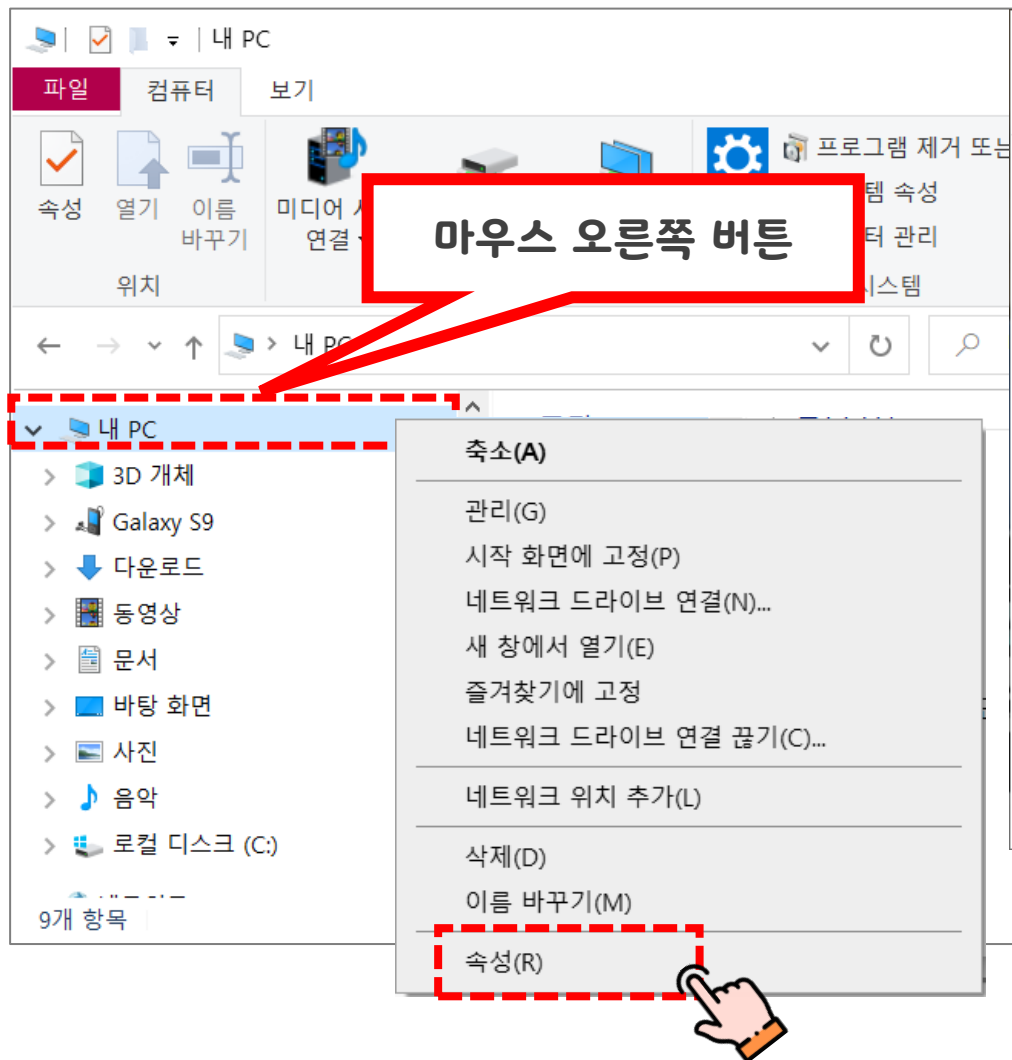 내 PC
파일 컴퓨터 보기
속성 열기 이름 바꾸기
미디어
연결
프로그램 제거 또는
속성
관리
위치
마우스 오른쪽 버튼
내 PC
내 PC
3D 개체
Galaxy S9
다운로드
동영상
문서
바탕 화면
사진
음악
로컬 디스크 (C:)
9개 항목
축소(A)
관리(G)
시작 화면에 고정(P)
네트워크 드라이브 연결(N)...
새 창에서 열기(E)
즐겨찾기에 고정
네트워크 드라이브 연결 끊기(C)...
네트워크 위치 추가(L)
삭제(D)
이름 바꾸기(M)
속성(R)